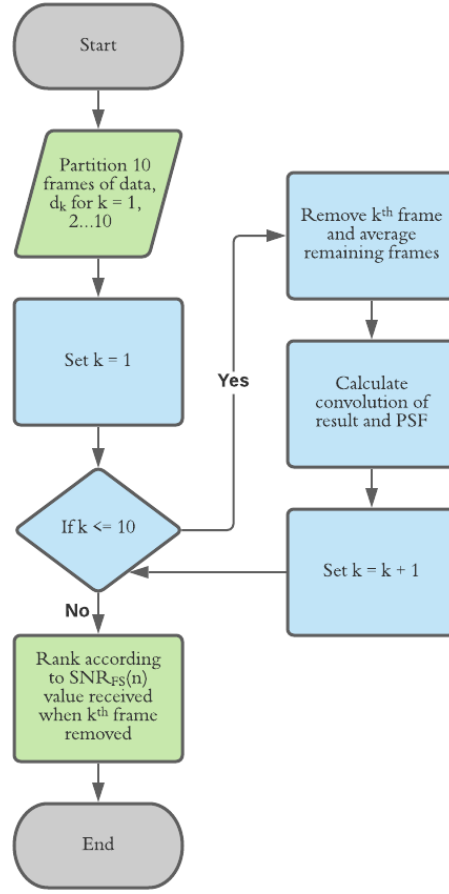 Start
Partition 10
frames of data,
dₖ for k = 1,
2...10
Set k = 1
If k <= 10
Yes
Remove kᵗʰ frame
and average
remaining frames
Calculate
convolution of
result and PSF
Set k = k + 1
No
Rank according
to SNR_FS(n)
value received
when kᵗʰ frame
removed
End